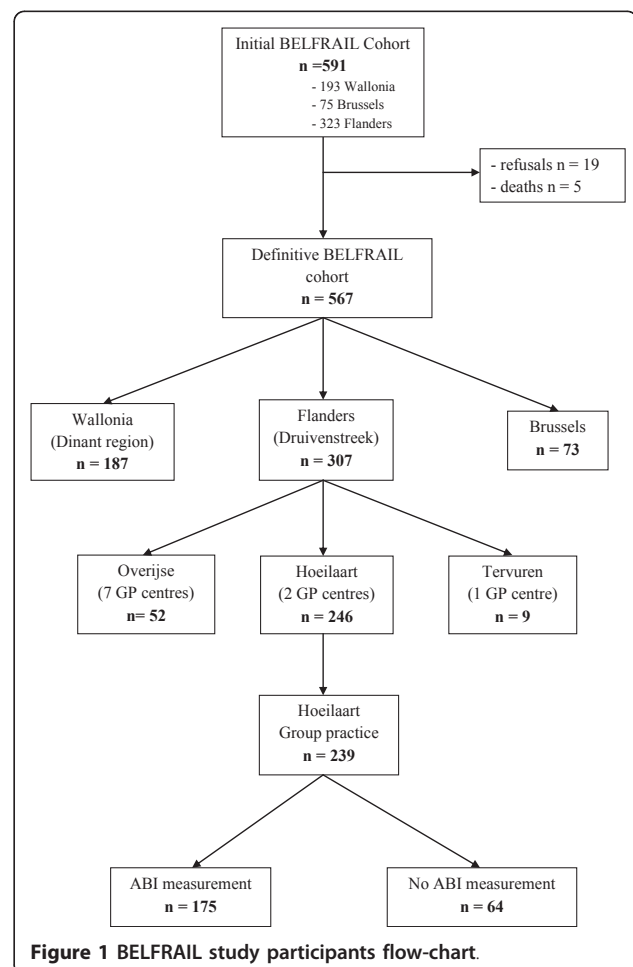 Initial BELFRAIL Cohort
n =591
- 193 Wallonia
- 75 Brussels
- 323 Flanders
- refusals n = 19
- deaths n = 5
Definitive BELFRAIL
cohort
n = 567
Wallonia
(Dinant region)
n = 187
Flanders
(Druivenstreek)
n = 307
Brussels
n = 73
Overijse
(7 GP centres)
n= 52
Hoeilaart
(2 GP centres)
n = 246
Tervuren
(1 GP centre)
n = 9
Hoeilaart
Group practice
n = 239
ABI measurement
n = 175
No ABI measurement
n = 64
Figure 1 BELFRAIL study participants flow-chart.